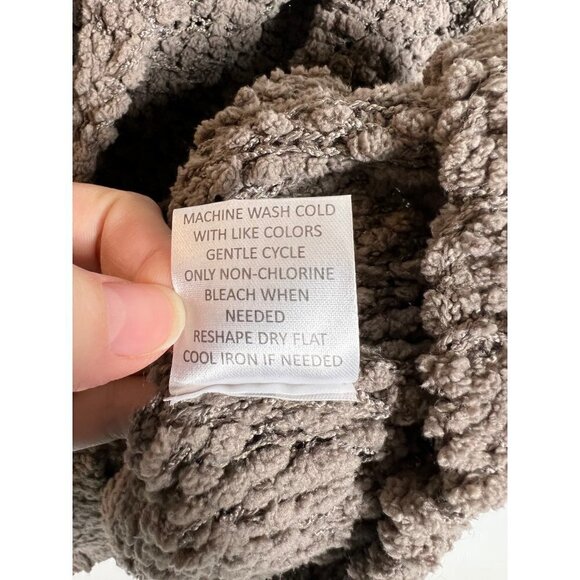 MACHINE WASH COLD
WITH LIKE COLORS
GENTLE CYCLE
ONLY NON-CHLORINE
BLEACH WHEN
NEEDED
RESHAPE DRY FLAT
COOL IRON IF NEEDED